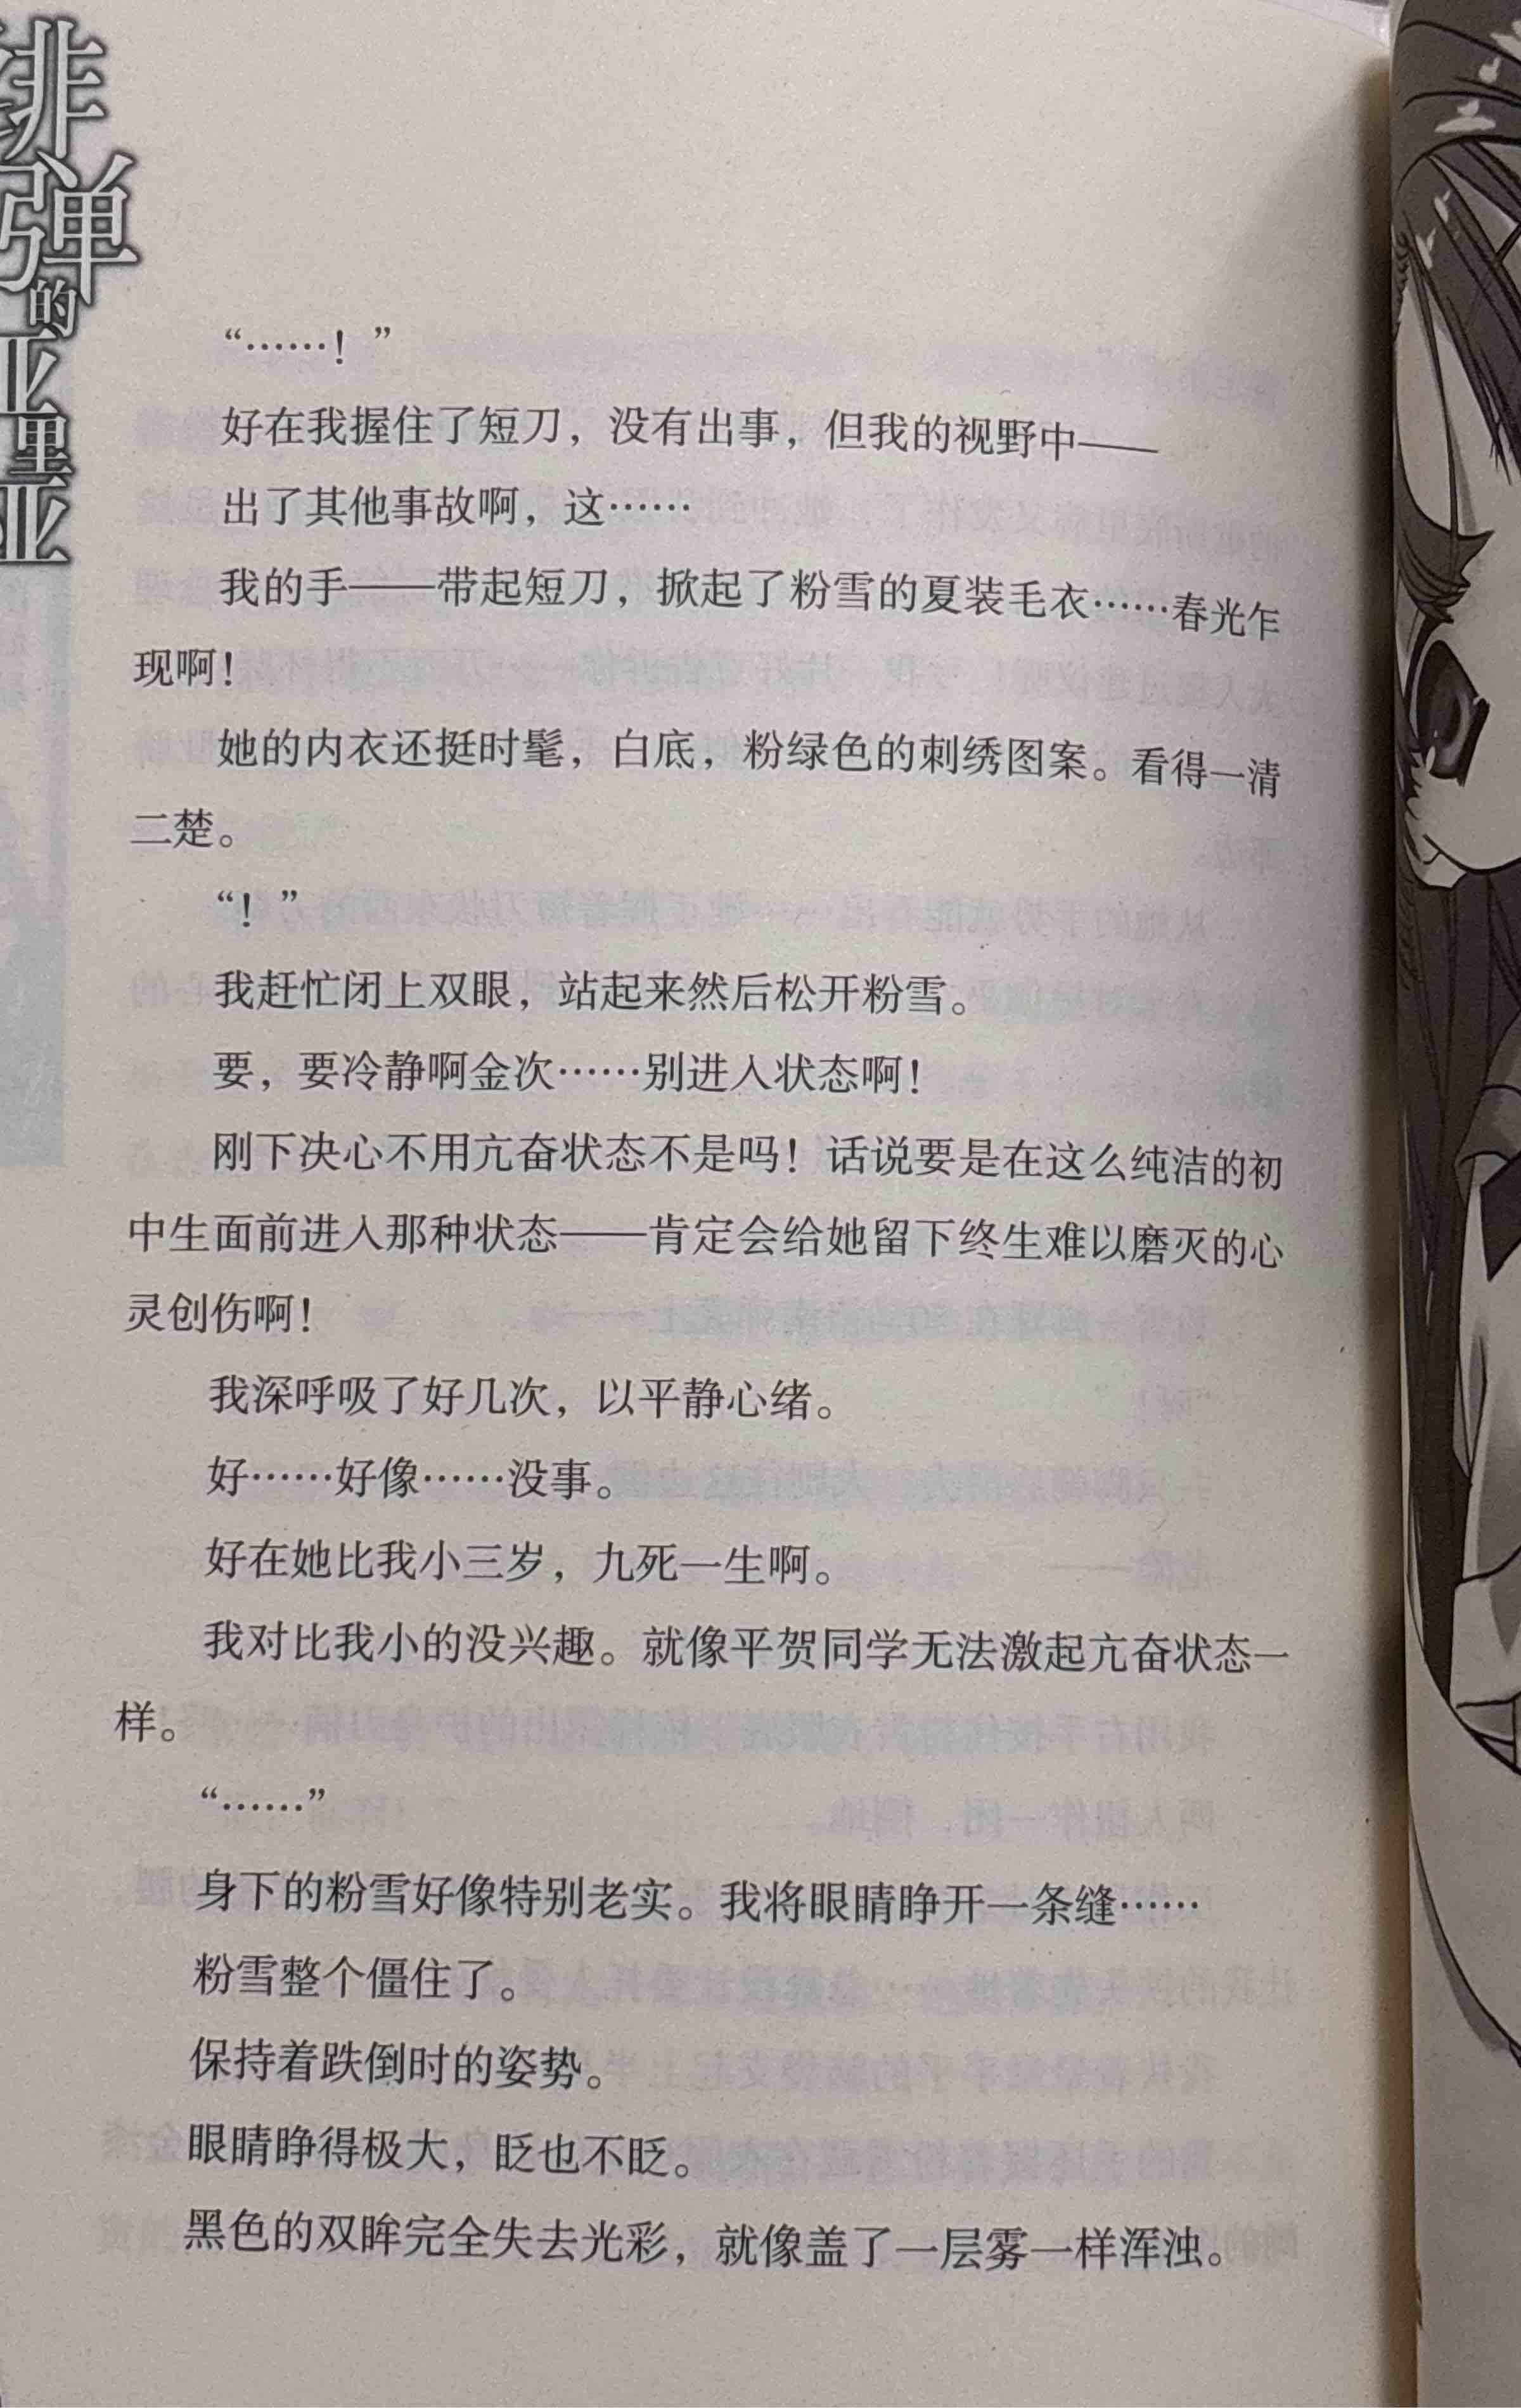 绯弹的亚里亚
“……！”
好在我握住了短刀，没有出事，但我的视野中——
出了其他事故啊，这……
我的手——带起短刀，掀起了粉雪的夏装毛衣……春光乍
现啊！
她的内衣还挺时髦，白底，粉绿色的刺绣图案。看得一清
二楚。
“！”
我赶忙闭上双眼，站起来然后松开粉雪。
要，要冷静啊金次……别进入状态啊！
刚下决心不用亢奋状态不是吗！话说要是在这么纯洁的初
中生面前进入那种状态——肯定会给她留下终生难以磨灭的心
灵创伤啊！
我深呼吸了好几次，以平静心绪。
好……好像……没事。
好在她比我小三岁，九死一生啊。
我对比我小的没兴趣。就像平贺同学无法激起亢奋状态一
样。
“……”
身下的粉雪好像特别老实。我将眼睛睁开一条缝……
粉雪整个僵住了。
保持着跌倒时的姿势。
眼睛睁得极大，眨也不眨。
黑色的双眸完全失去光彩，就像盖了一层雾一样浑浊。